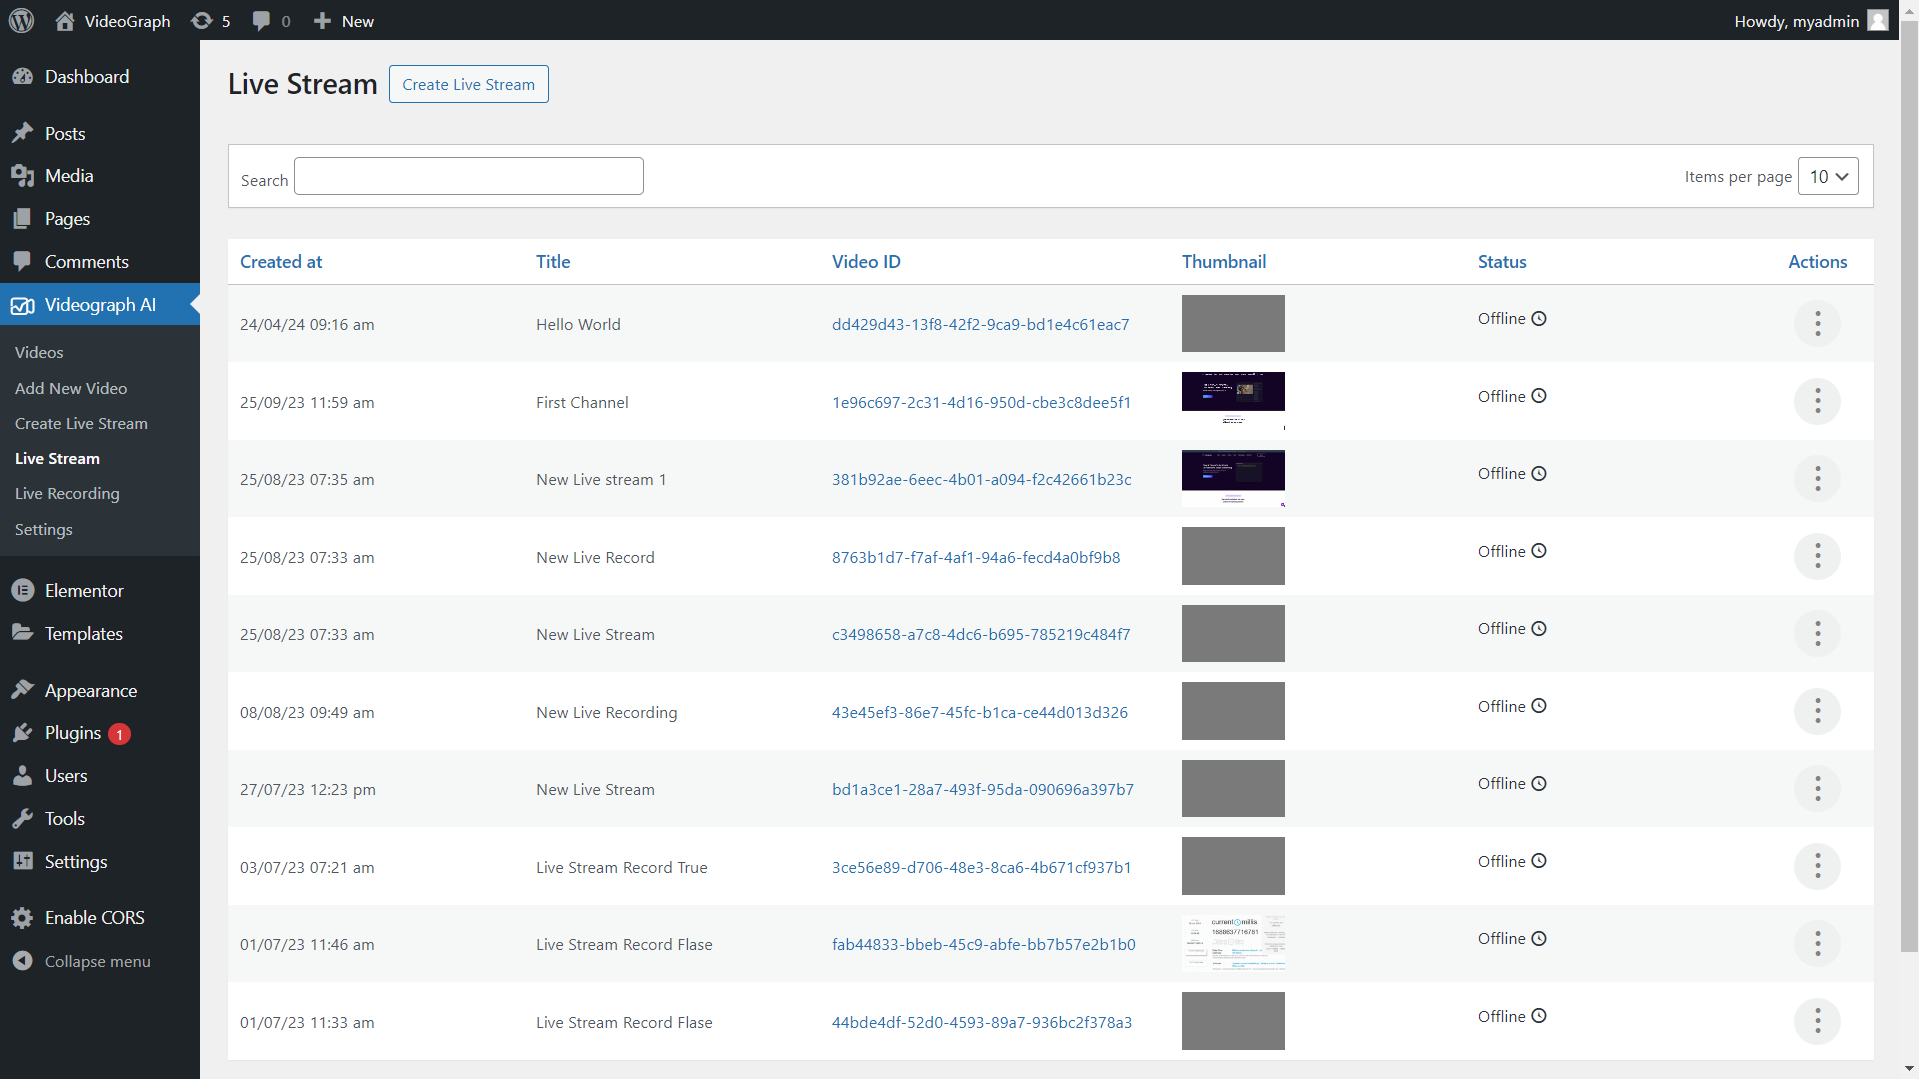 VideoGraph 5 0 New Howdy, myadmin
Dashboard
Posts
Media
Pages
Comments
Videograph AI
Videos
Add New Video
Create Live Stream
Live Stream
Live Recording
Settings
Elementor
Templates
Appearance
Plugins 1
Users
Tools
Settings
Enable CORS
Collapse menu
Live Stream Create Live Stream
Search Items per page 10
Created at Title Video ID Thumbnail Status Actions
24/04/24 09:16 am Hello World dd429d43-13f8-42f2-9ca9-bd1e4c61eac7 Offline
25/09/23 11:59 am First Channel 1e96c697-2c31-4d16-950d-cbe3c8dee5f1 Offline
25/08/23 07:35 am New Live stream 1 381b92ae-6eec-4b01-a094-f2c42661b23c Offline
25/08/23 07:33 am New Live Record 8763b1d7-f7af-4af1-94a6-fecd4a0bf9b8 Offline
25/08/23 07:33 am New Live Stream c3498658-a7c8-4dc6-b695-785219c484f7 Offline
08/08/23 09:49 am New Live Recording 43e45ef3-86e7-45fc-b1ca-ce44d013d326 Offline
27/07/23 12:23 pm New Live Stream bd1a3ce1-28a7-493f-95da-090696a397b7 Offline
03/07/23 07:21 am Live Stream Record True 3ce56e89-d706-48e3-8ca6-4b671cf937b1 Offline
01/07/23 11:46 am Live Stream Record Flase fab44833-bbeb-45c9-abfe-bb7b57e2b1b0 Offline
current millis
1688637716781
01/07/23 11:33 am Live Stream Record Flase 44bde4df-52d0-4593-89a7-936bc2f378a3 Offline